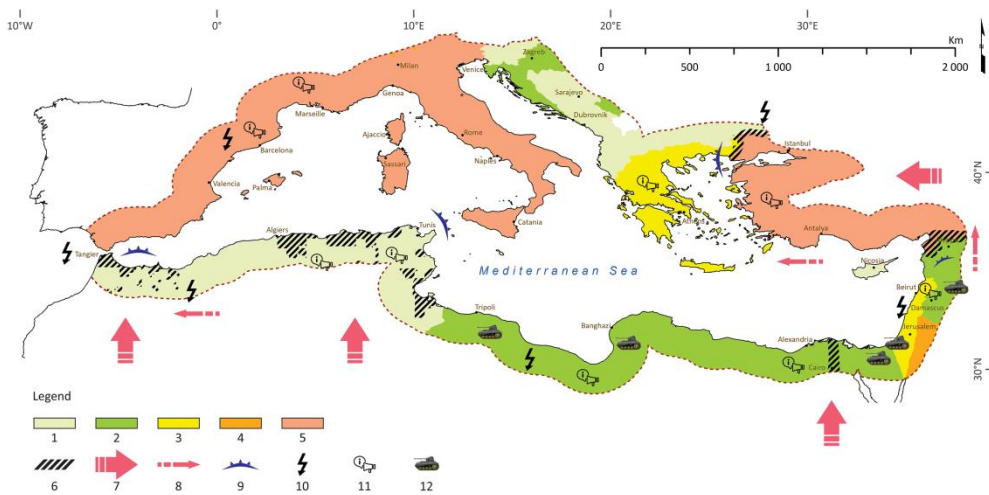 10°W 0° 10°E 20°E 30°E
Km
0 500 1 000 2 000
40°N
30°N
Zagreb
Milan
Venice
Sarajevo
Genoa
Dubrovnik
Marseille
Ajaccio
Rome
Istanbul
Barcelona
Sassari
Naples
Valencia
Palma
Athens
Catania
Tunis
Algiers
Antalya
Tangier
Nicosia
Mediterranean Sea
Beirut
Damascus
Tripoli
Banghazi
Alexandria
Jerusalem
Cairo
Legend
1 2 3 4 5
6 7 8 9 10 11 12